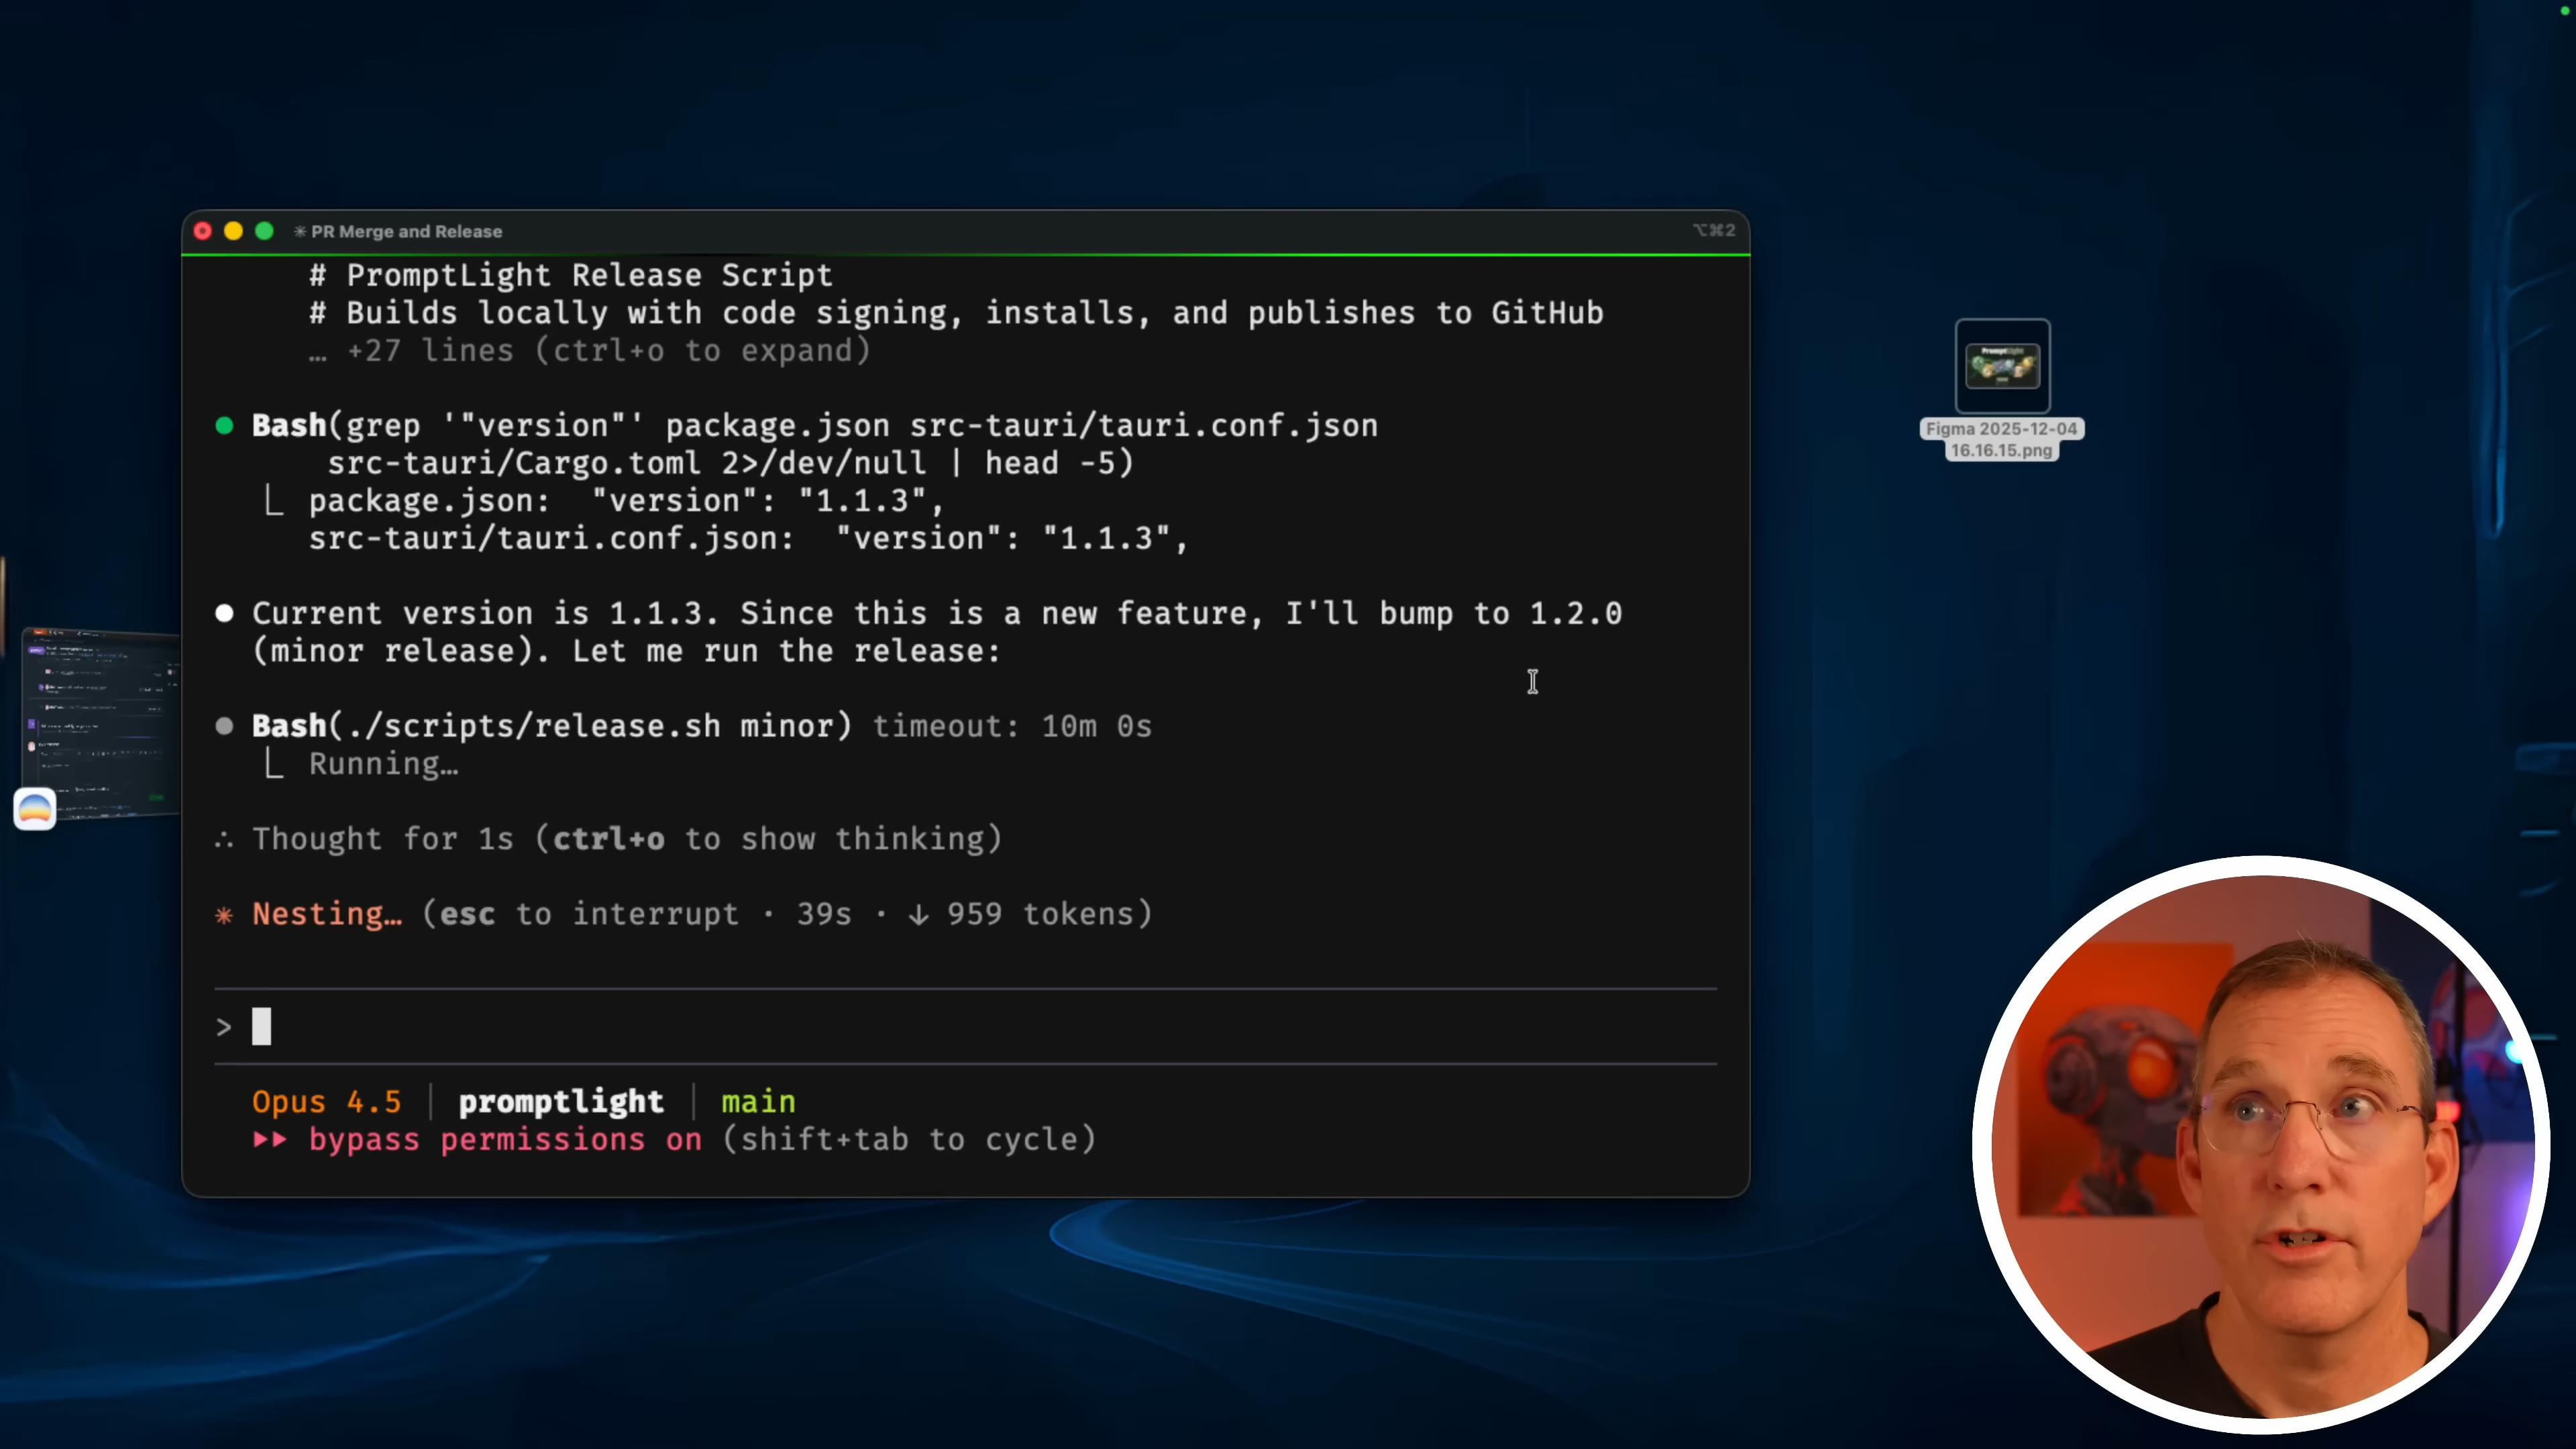 ✳ PR Merge and Release
⌥⌘2
# PromptLight Release Script
# Builds locally with code signing, installs, and publishes to GitHub
… +27 lines (ctrl+o to expand)
Bash(grep '"version"' package.json src-tauri/tauri.conf.json
src-tauri/Cargo.toml 2>/dev/null | head -5)
package.json:  "version": "1.1.3",
src-tauri/tauri.conf.json:  "version": "1.1.3",
Current version is 1.1.3. Since this is a new feature, I'll bump to 1.2.0
(minor release). Let me run the release:
Bash(./scripts/release.sh minor) timeout: 10m 0s
Running…
∴ Thought for 1s (ctrl+o to show thinking)
✳ Nesting… (esc to interrupt · 39s · ↓ 959 tokens)
>
Opus 4.5 | promptlight | main
▸▸ bypass permissions on (shift+tab to cycle)
PromptLight
Figma 2025-12-04
16.16.15.png